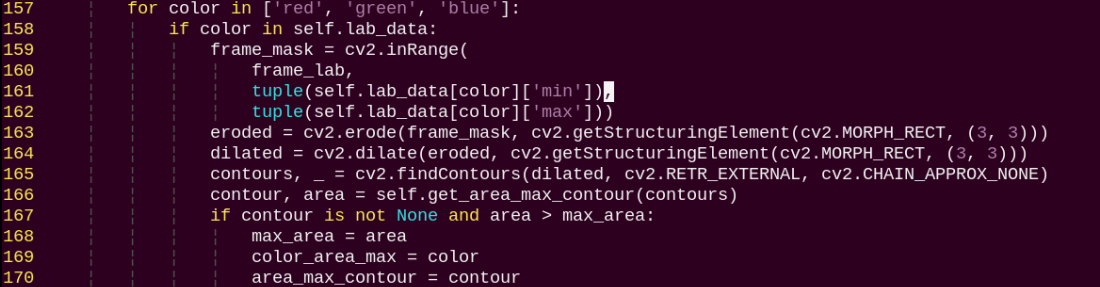 157 for color in ['red', 'green', 'blue']:
158 if color in self.lab_data:
159 frame_mask = cv2.inRange(
160 frame_lab,
161 tuple(self.lab_data[color]['min']),
162 tuple(self.lab_data[color]['max']))
163 eroded = cv2.erode(frame_mask, cv2.getStructuringElement(cv2.MORPH_RECT, (3, 3)))
164 dilated = cv2.dilate(eroded, cv2.getStructuringElement(cv2.MORPH_RECT, (3, 3)))
165 contours, _ = cv2.findContours(dilated, cv2.RETR_EXTERNAL, cv2.CHAIN_APPROX_NONE)
166 contour, area = self.get_area_max_contour(contours)
167 if contour is not None and area > max_area:
168 max_area = area
169 color_area_max = color
170 area_max_contour = contour